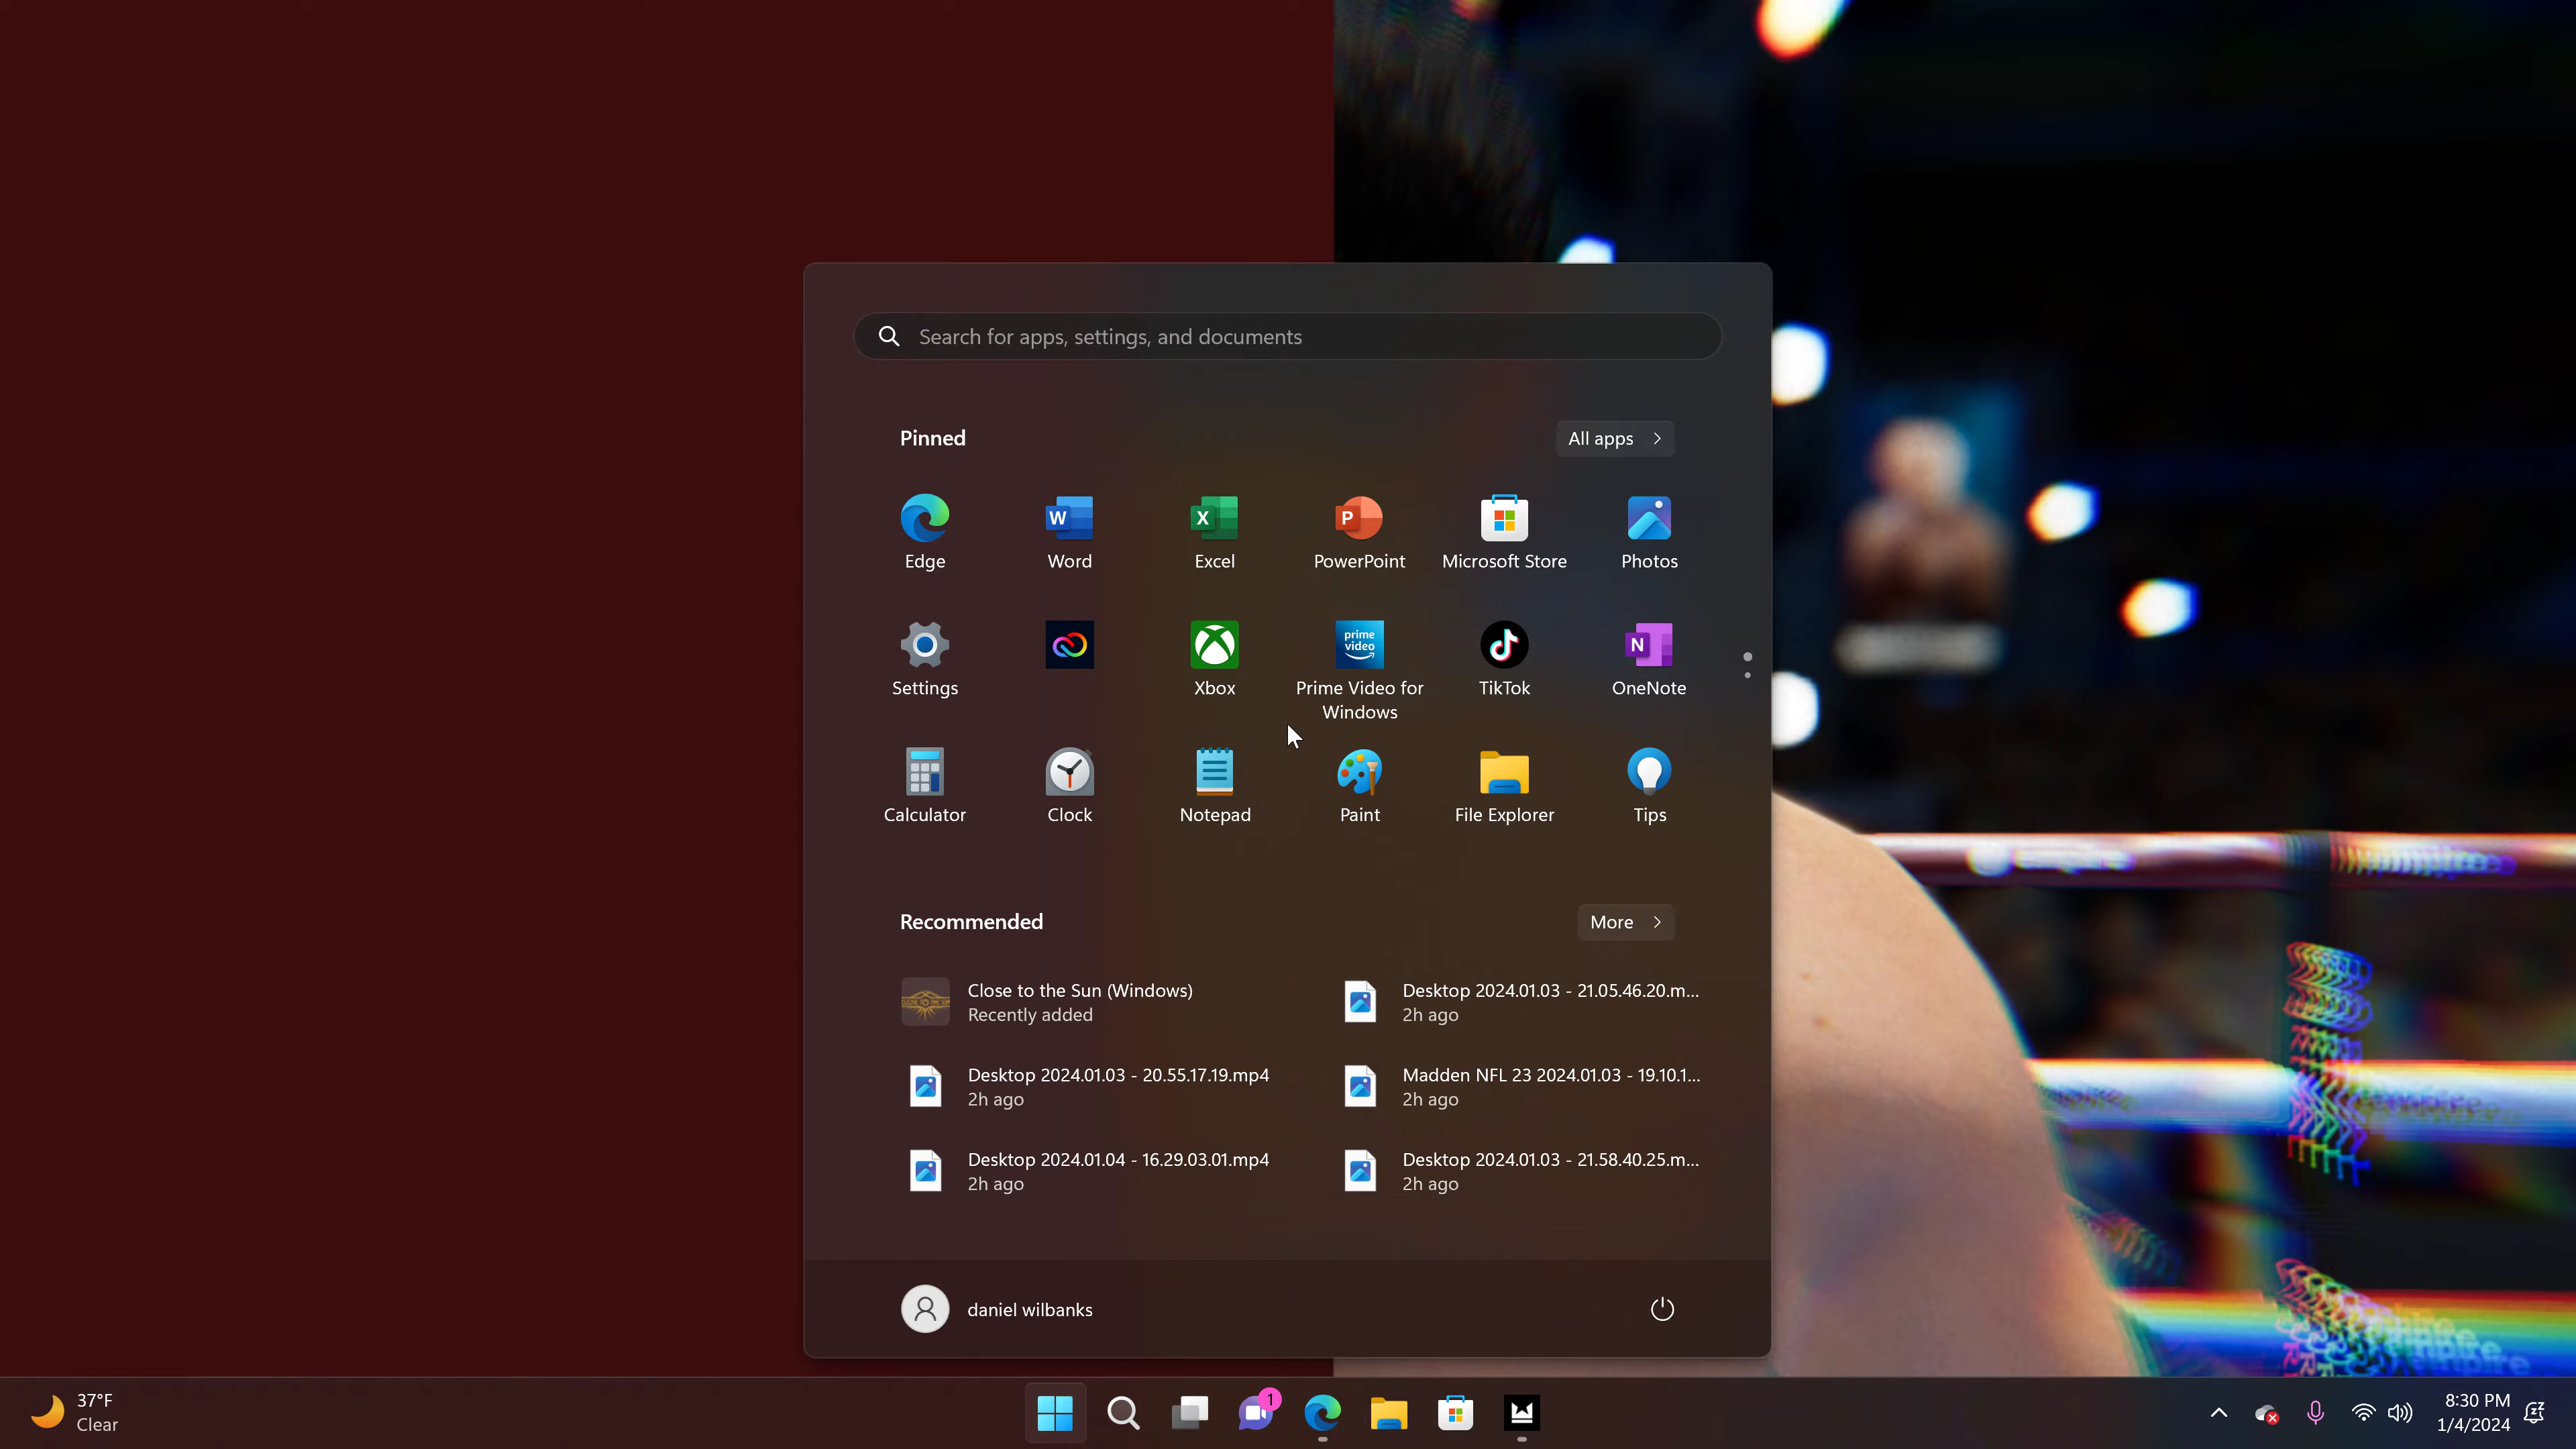 Search for apps, settings, and documents
Pinned
All apps
Edge
Word
Excel
PowerPoint
Microsoft Store
Photos
Settings
Xbox
prime video
Prime Video for
Windows
TikTok
OneNote
Calculator
Clock
Notepad
Paint
File Explorer
Tips
Recommended
More
Close to the Sun (Windows)
Recently added
Desktop 2024.01.03 - 21.05.46.20.m...
2h ago
Desktop 2024.01.03 - 20.55.17.19.mp4
2h ago
Madden NFL 23 2024.01.03 - 19.10.1...
2h ago
Desktop 2024.01.04 - 16.29.03.01.mp4
2h ago
Desktop 2024.01.03 - 21.58.40.25.m...
2h ago
daniel wilbanks
37°F
Clear
1
8:30 PM
1/4/2024